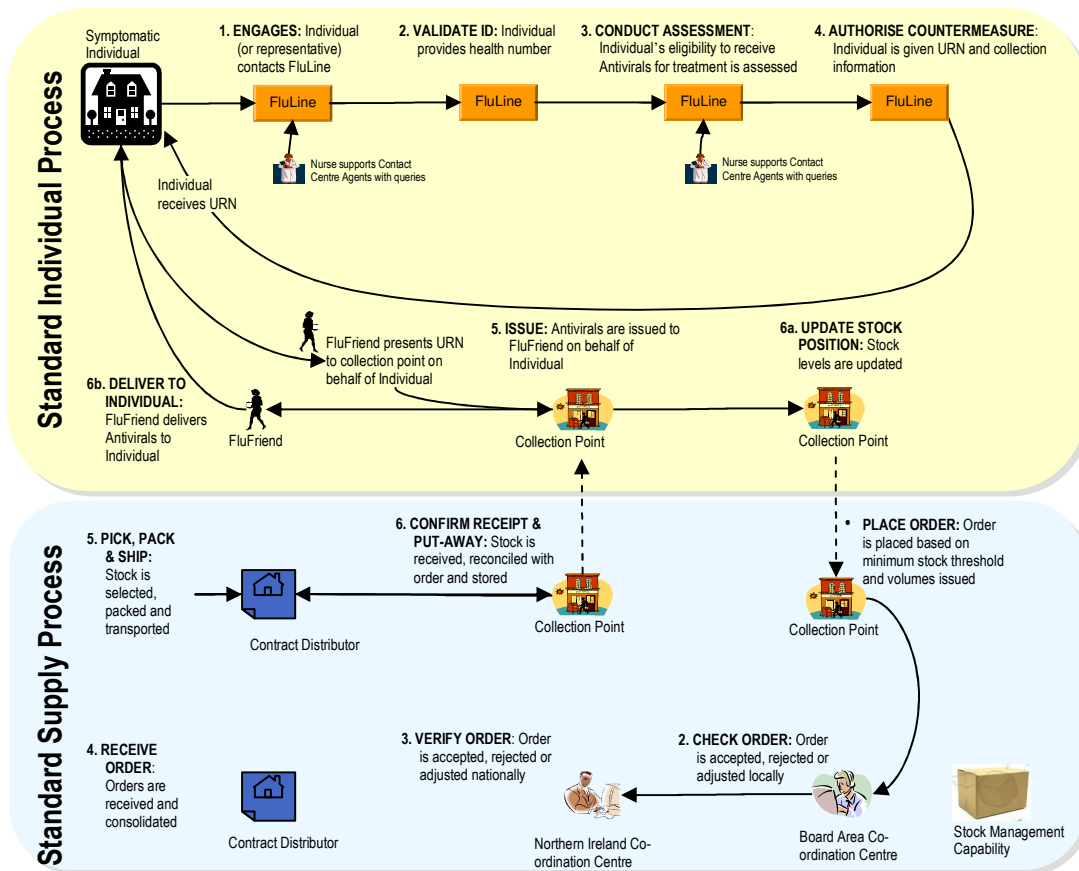 Standard Individual Process
Symptomatic
Individual
1. ENGAGES: Individual
(or representative)
contacts FluLine
2. VALIDATE ID: Individual
provides health number
3. CONDUCT ASSESSMENT:
Individual's eligibility to receive
Antivirals for treatment is assessed
4. AUTHORISE COUNTERMEASURE:
Individual is given URN and collection
information
FluLine
FluLine
FluLine
FluLine
Nurse supports Contact
Centre Agents with queries
Nurse supports Contact
Centre Agents with queries
Individual
receives URN
FluFriend presents URN
to collection point on
behalf of Individual
5. ISSUE: Antivirals are issued to
FluFriend on behalf of
Individual
6a. UPDATE STOCK
POSITION: Stock
levels are updated
6b. DELIVER TO
INDIVIDUAL:
FluFriend delivers
Antivirals to
Individual
FluFriend
Collection Point
Collection Point
Standard Supply Process
5. PICK, PACK
& SHIP:
Stock is
selected,
packed and
transported
Contract Distributor
6. CONFIRM RECEIPT &
PUT-AWAY: Stock is
received, reconciled with
order and stored
Collection Point
• PLACE ORDER: Order
is placed based on
minimum stock threshold
and volumes issued
Collection Point
4. RECEIVE
ORDER:
Orders are
received and
consolidated
Contract Distributor
3. VERIFY ORDER: Order
is accepted, rejected or
adjusted nationally
Northern Ireland Co-
ordination Centre
2. CHECK ORDER: Order
is accepted, rejected or
adjusted locally
Board Area Co-
ordination Centre
Stock Management
Capability